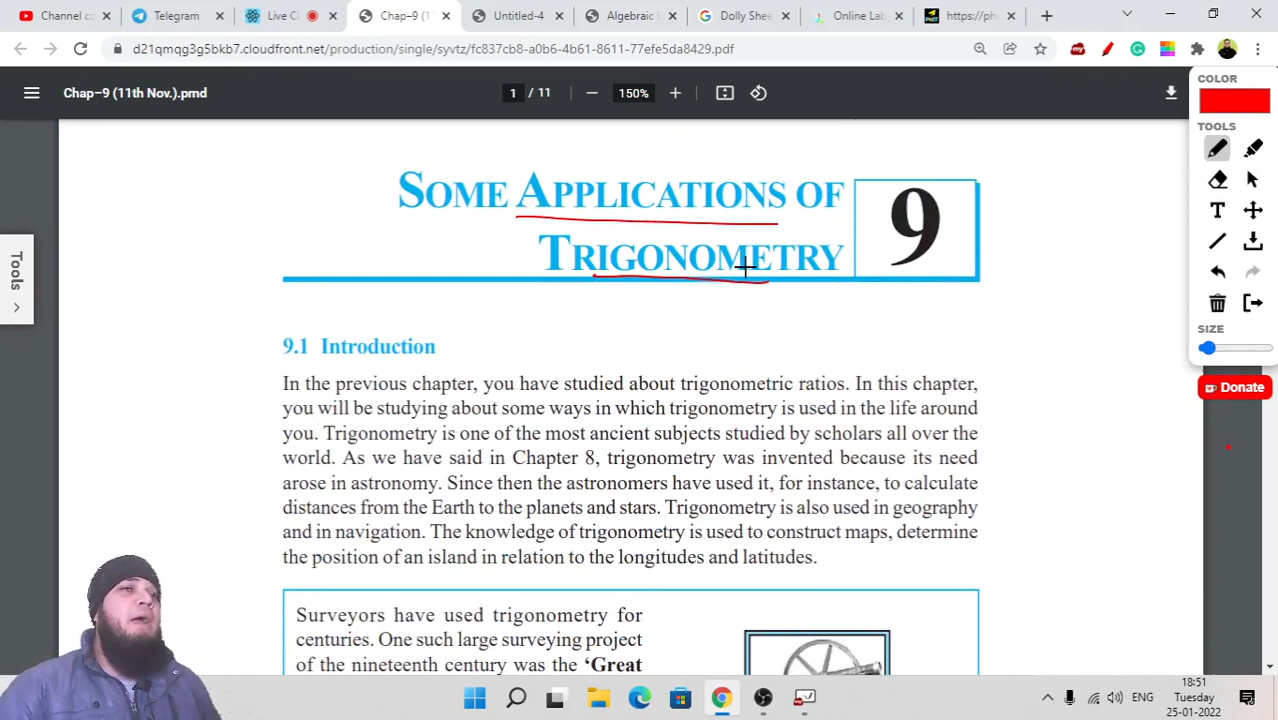 Channel co
Telegram
Live Cl
Chap–9 (1
Untitled-4
Algebraic
Dolly Shee
Online Lab
https://ph
d21qmqg3g5bkb7.cloudfront.net/production/single/syvtz/fc837cb8-a0b6-4b61-8611-77efe5da8429.pdf
Chap–9 (11th Nov.).pmd
1 / 11
150%
COLOR
TOOLS
SIZE
Donate
Tools
SOME APPLICATIONS OF
TRIGONOMETRY
9
9.1 Introduction
In the previous chapter, you have studied about trigonometric ratios. In this chapter,
you will be studying about some ways in which trigonometry is used in the life around
you. Trigonometry is one of the most ancient subjects studied by scholars all over the
world. As we have said in Chapter 8, trigonometry was invented because its need
arose in astronomy. Since then the astronomers have used it, for instance, to calculate
distances from the Earth to the planets and stars. Trigonometry is also used in geography
and in navigation. The knowledge of trigonometry is used to construct maps, determine
the position of an island in relation to the longitudes and latitudes.
Surveyors have used trigonometry for
centuries. One such large surveying project
of the nineteenth century was the ‘Great
ENG
18:51
Tuesday
25-01-2022